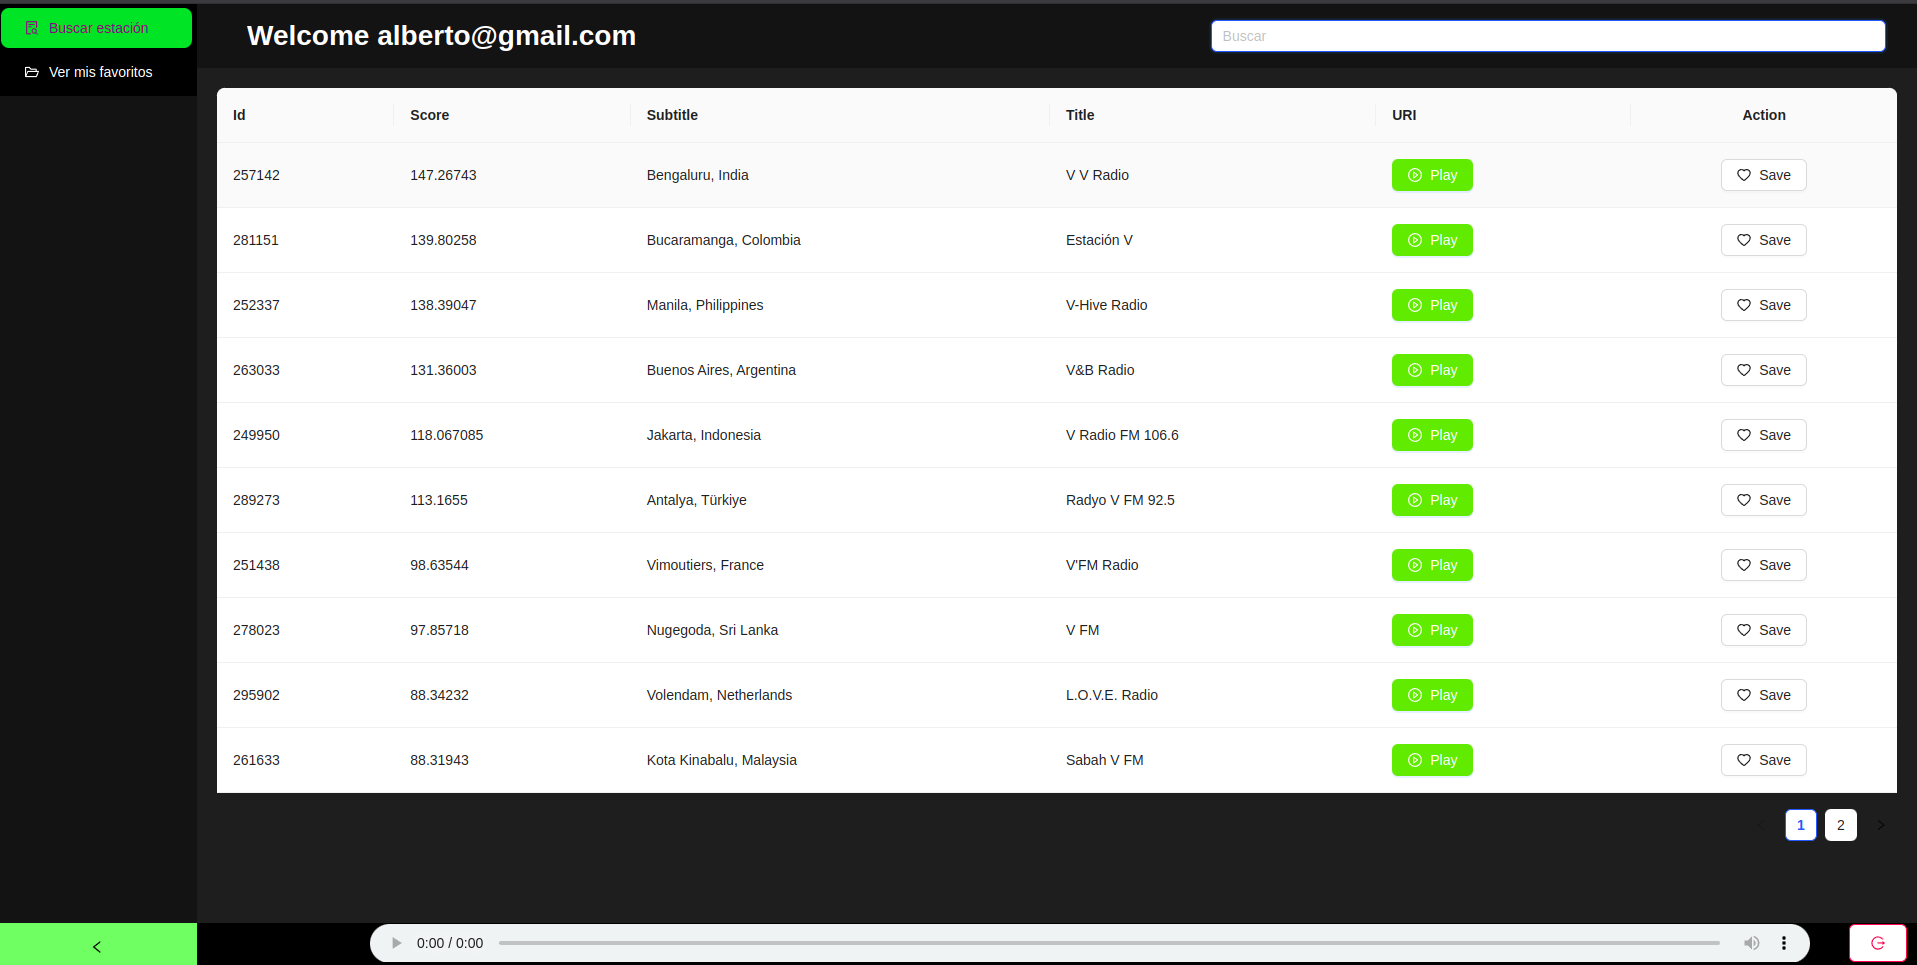 Buscar estación
Ver mis favoritos
Welcome alberto@gmail.com
Buscar
Id Score Subtitle Title URI Action
257142 147.26743 Bengaluru, India V V Radio Play Save
281151 139.80258 Bucaramanga, Colombia Estación V Play Save
252337 138.39047 Manila, Philippines V-Hive Radio Play Save
263033 131.36003 Buenos Aires, Argentina V&B Radio Play Save
249950 118.067085 Jakarta, Indonesia V Radio FM 106.6 Play Save
289273 113.1655 Antalya, Türkiye Radyo V FM 92.5 Play Save
251438 98.63544 Vimoutiers, France V'FM Radio Play Save
278023 97.85718 Nugegoda, Sri Lanka V FM Play Save
295902 88.34232 Volendam, Netherlands L.O.V.E. Radio Play Save
261633 88.31943 Kota Kinabalu, Malaysia Sabah V FM Play Save
1 2
0:00 / 0:00